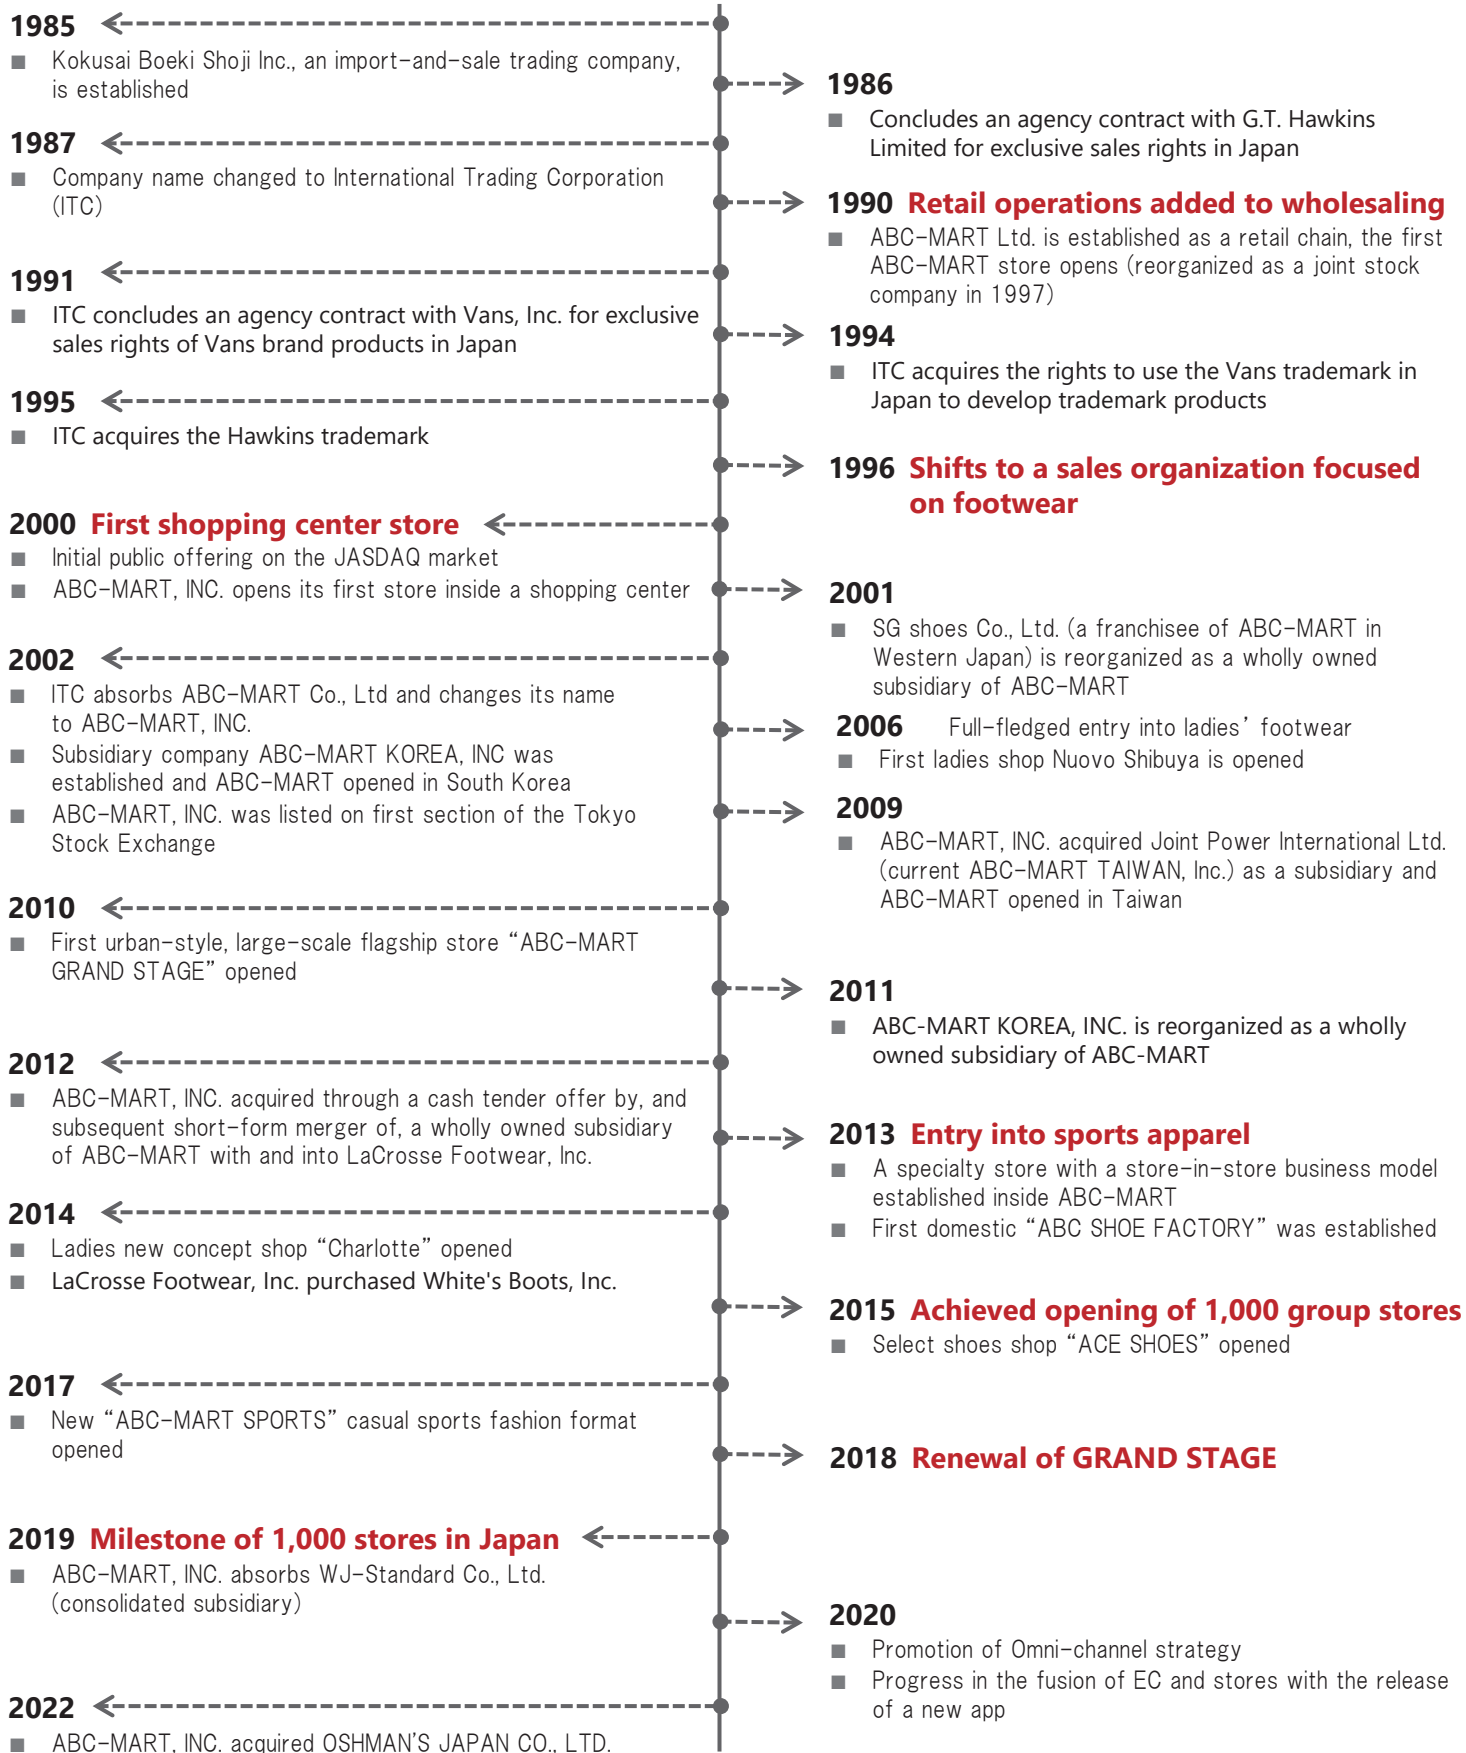 1985
■ Kokusai Boeki Shoji Inc., an import-and-sale trading company,
is established
1986
■ Concludes an agency contract with G.T. Hawkins
Limited for exclusive sales rights in Japan
1987
■ Company name changed to International Trading Corporation
(ITC)
1990 Retail operations added to wholesaling
■ ABC-MART Ltd. is established as a retail chain, the first
ABC-MART store opens (reorganized as a joint stock
company in 1997)
1991
■ ITC concludes an agency contract with Vans, Inc. for exclusive
sales rights of Vans brand products in Japan
1994
■ ITC acquires the rights to use the Vans trademark in
Japan to develop trademark products
1995
■ ITC acquires the Hawkins trademark
1996 Shifts to a sales organization focused
on footwear
2000 First shopping center store
■ Initial public offering on the JASDAQ market
■ ABC-MART, INC. opens its first store inside a shopping center
2001
■ SG shoes Co., Ltd. (a franchisee of ABC-MART in
Western Japan) is reorganized as a wholly owned
subsidiary of ABC-MART
2002
■ ITC absorbs ABC-MART Co., Ltd and changes its name
to ABC-MART, INC.
■ Subsidiary company ABC-MART KOREA, INC was
established and ABC-MART opened in South Korea
■ ABC-MART, INC. was listed on first section of the Tokyo
Stock Exchange
2006 Full-fledged entry into ladies’ footwear
■ First ladies shop Nuovo Shibuya is opened
2009
■ ABC-MART, INC. acquired Joint Power International Ltd.
(current ABC-MART TAIWAN, Inc.) as a subsidiary and
ABC-MART opened in Taiwan
2010
■ First urban-style, large-scale flagship store “ABC-MART
GRAND STAGE” opened
2011
■ ABC-MART KOREA, INC. is reorganized as a wholly
owned subsidiary of ABC-MART
2012
■ ABC-MART, INC. acquired through a cash tender offer by, and
subsequent short-form merger of, a wholly owned subsidiary
of ABC-MART with and into LaCrosse Footwear, Inc.
2013 Entry into sports apparel
■ A specialty store with a store-in-store business model
established inside ABC-MART
■ First domestic “ABC SHOE FACTORY” was established
2014
■ Ladies new concept shop “Charlotte” opened
■ LaCrosse Footwear, Inc. purchased White's Boots, Inc.
2015 Achieved opening of 1,000 group stores
■ Select shoes shop “ACE SHOES” opened
2017
■ New “ABC-MART SPORTS” casual sports fashion format
opened
2018 Renewal of GRAND STAGE
2019 Milestone of 1,000 stores in Japan
■ ABC-MART, INC. absorbs WJ-Standard Co., Ltd.
(consolidated subsidiary)
2020
■ Promotion of Omni-channel strategy
■ Progress in the fusion of EC and stores with the release
of a new app
2022
■ ABC-MART, INC. acquired OSHMAN'S JAPAN CO., LTD.